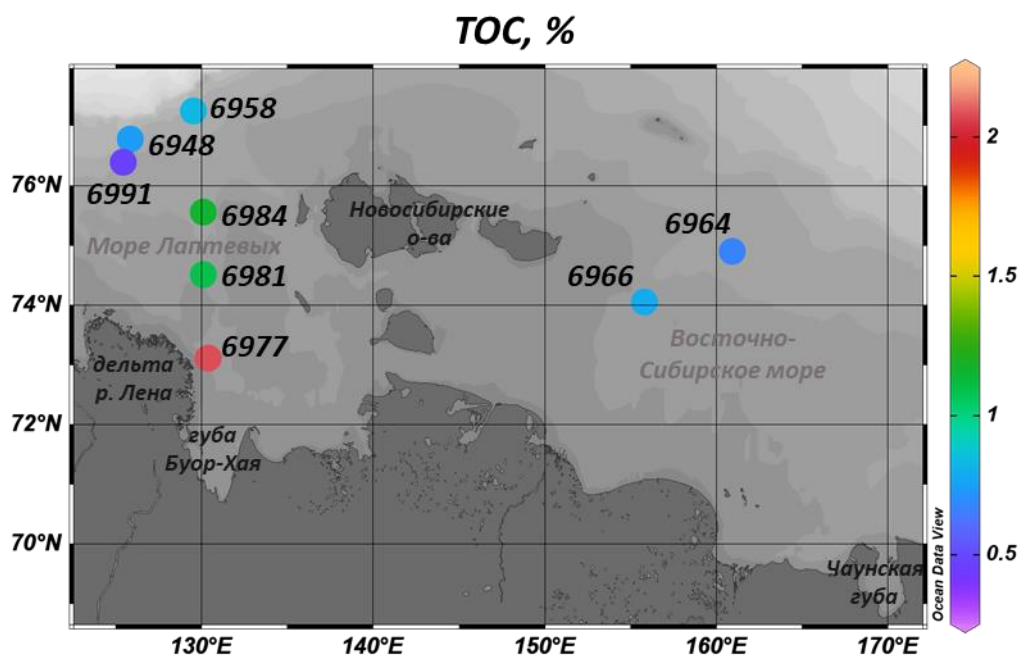 TOC, %
6958
6948
6991
76°N
6984
Новосибирские
о-ва
6964
Море Лаптевых
6981
6966
74°N
6977
Восточно-
Сибирское море
дельта
р. Лена
72°N
губа
Буор-Хая
70°N
Чаунская
губа
130°E
140°E
150°E
160°E
170°E
2
1.5
1
0.5
Ocean Data View